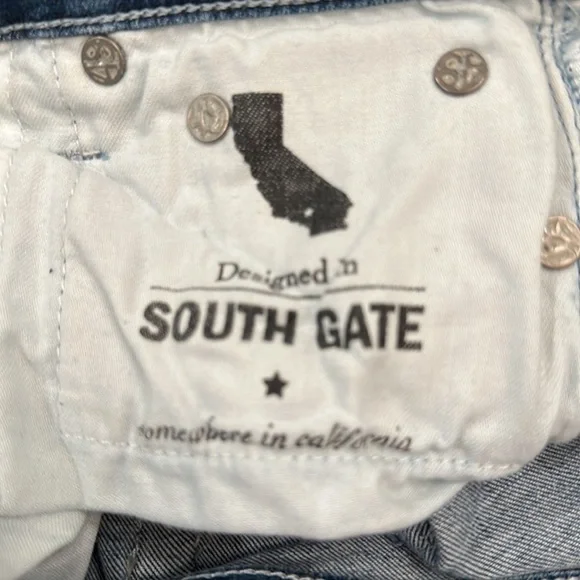 Designed in
SOUTH GATE
somewhere in california